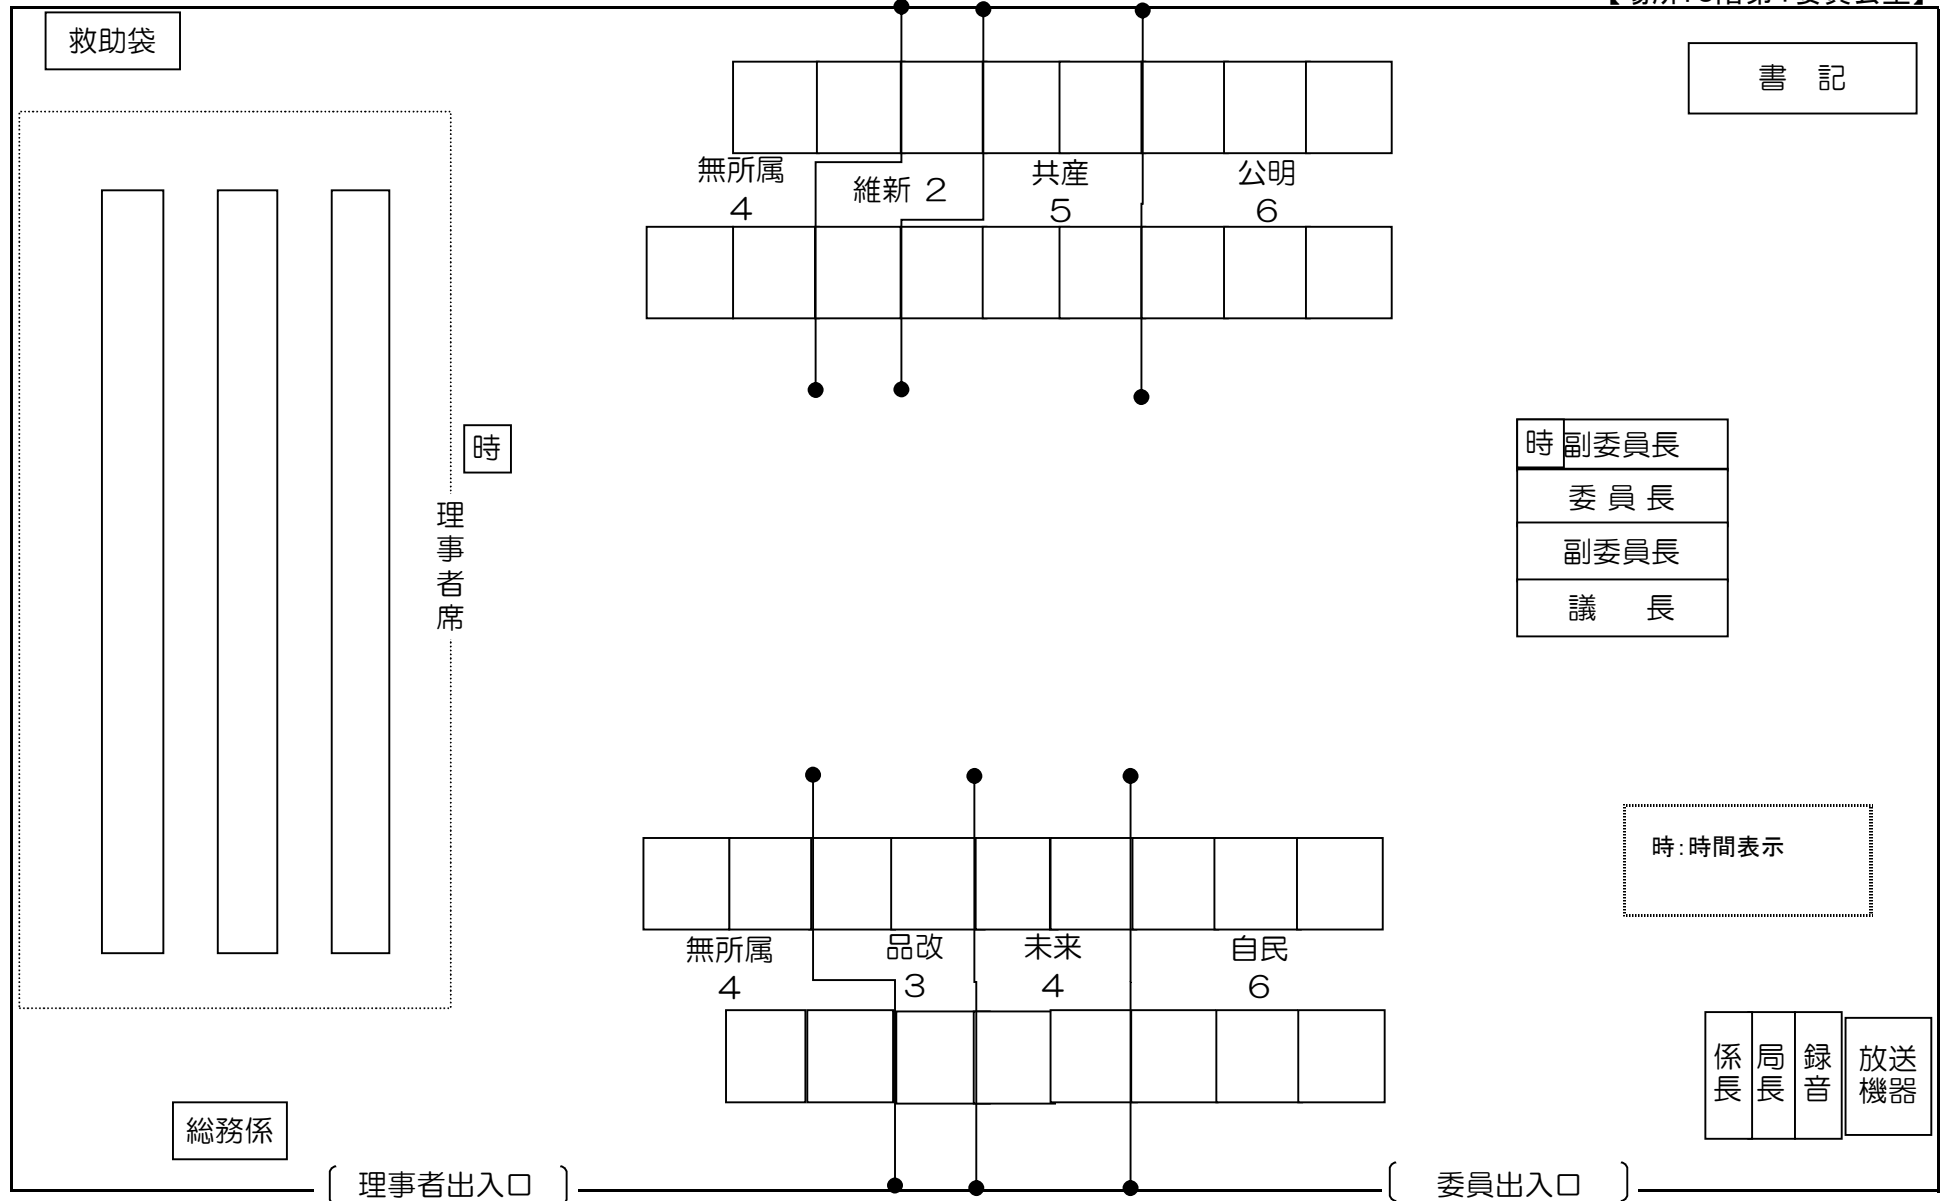 救助袋
書 記
無所属
4
維新 2
共産
5
公明
6
時
理事者席
時
副委員長
委員長
副委員長
議 長
時:時間表示
無所属
4
品改
3
未来
4
自民
6
係長
局長
録音
放送
機器
総務係
理事者出入口
委員出入口